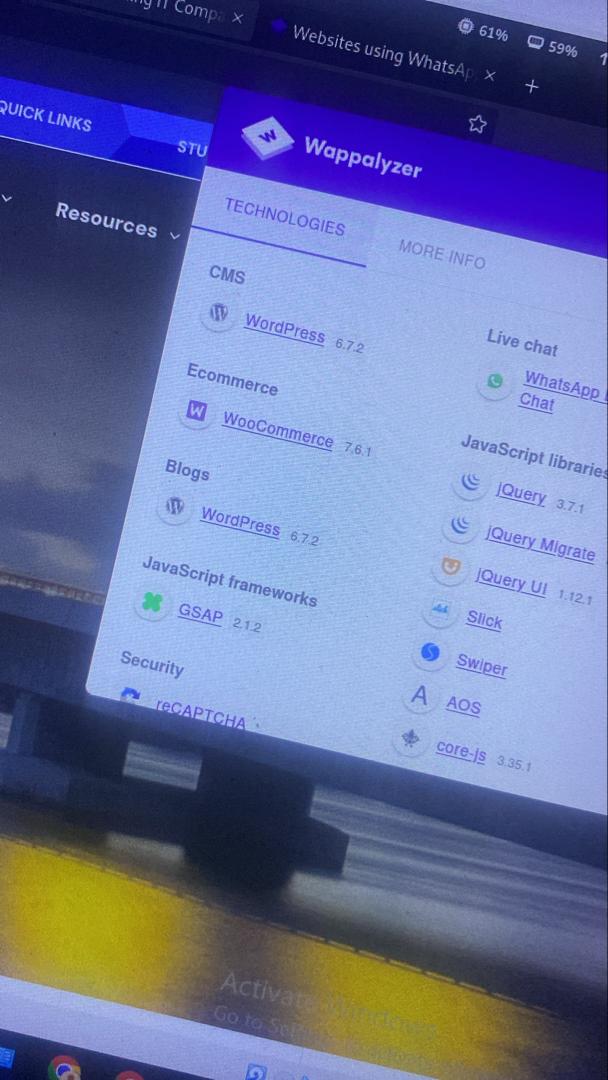 61%
59%
Websites using WhatsAp
QUICK LINKS
STU
Resources
Wappalyzer
TECHNOLOGIES
MORE INFO
CMS
WordPress 6.7.2
Ecommerce
WooCommerce 7.6.1
Blogs
WordPress 6.7.2
JavaScript frameworks
GSAP 2.1.2
Security
reCAPTCHA
Live chat
WhatsApp
Chat
JavaScript libraries
jQuery 3.7.1
jQuery Migrate
jQuery UI 1.12.1
Slick
Swiper
AOS
core-js 3.35.1
Activate Windows
Go to